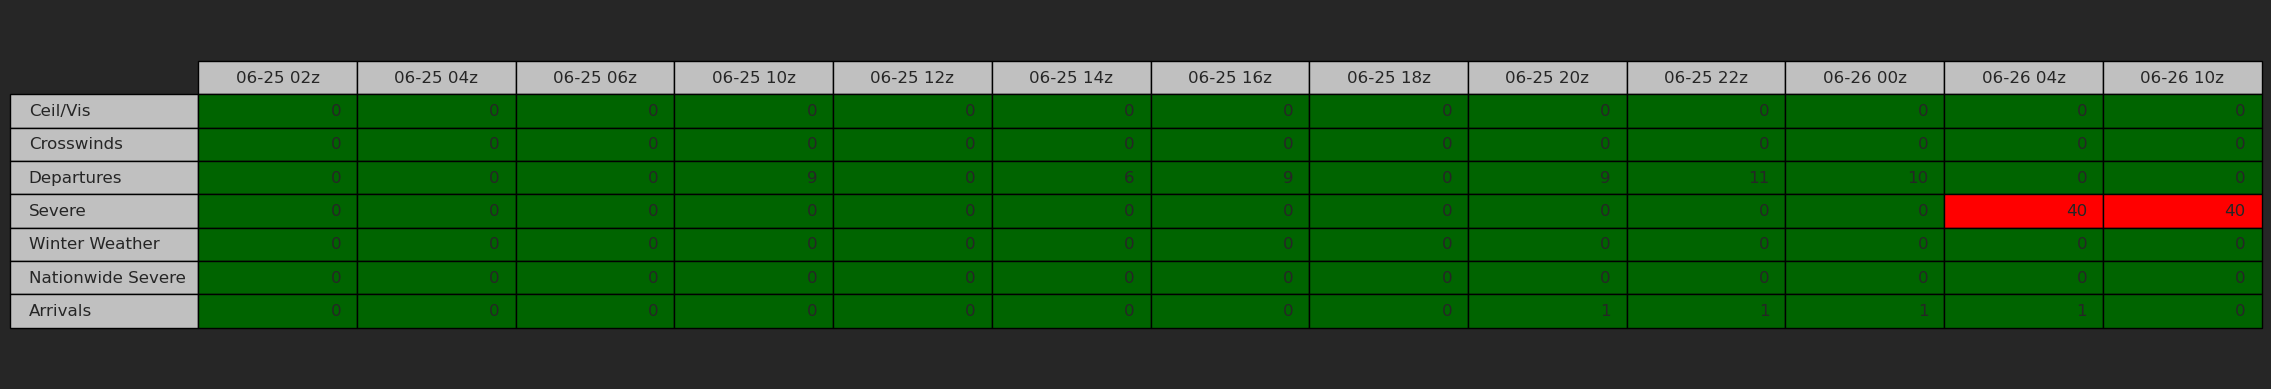 06-25 02z 06-25 04z 06-25 06z 06-25 10z 06-25 12z 06-25 14z 06-25 16z 06-25 18z 06-25 20z 06-25 22z 06-26 00z 06-26 04z 06-26 10z
Ceil/Vis 0 0 0 0 0 0 0 0 0 0 0 0 0
Crosswinds 0 0 0 0 0 0 0 0 0 0 0 0 0
Departures 0 0 0 9 0 6 9 0 9 11 10 0 0
Severe 0 0 0 0 0 0 0 0 0 0 0 40 40
Winter Weather 0 0 0 0 0 0 0 0 0 0 0 0 0
Nationwide Severe 0 0 0 0 0 0 0 0 0 0 0 0 0
Arrivals 0 0 0 0 0 0 0 0 1 1 1 1 0